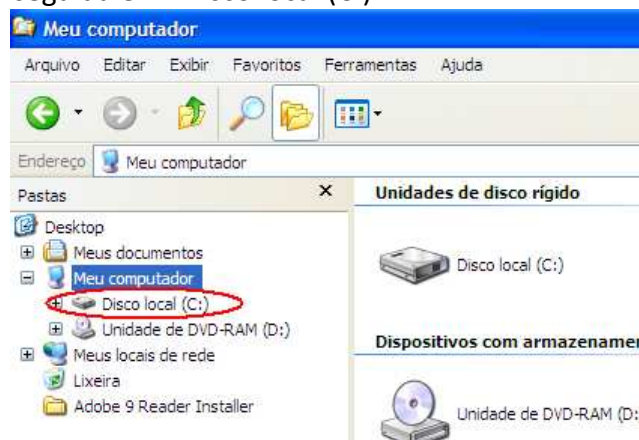 Meu computador
Arquivo Editar Exibir Favoritos Ferramentas Ajuda
Endereço Meu computador
Pastas
Desktop
Meus documentos
Meu computador
Disco local (C:)
Unidade de DVD-RAM (D:)
Meus locais de rede
Lixeira
Adobe 9 Reader Installer
Unidades de disco rígido
Disco local (C:)
Dispositivos com armazename
Unidade de DVD-RAM (D: